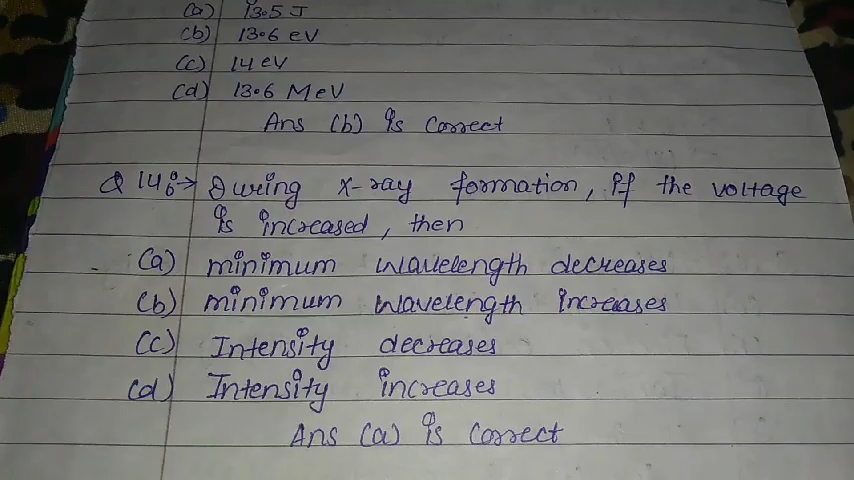 (a) 13.5 J
(b) 13.6 eV
(c) 14 eV
(d) 13.6 MeV
Ans (b) is correct
Q 14:→ During X-ray formation, if the voltage
is increased, then
(a) minimum wavelength decreases
(b) minimum wavelength increases
(c) Intensity decreases
(d) Intensity increases
Ans (a) is correct